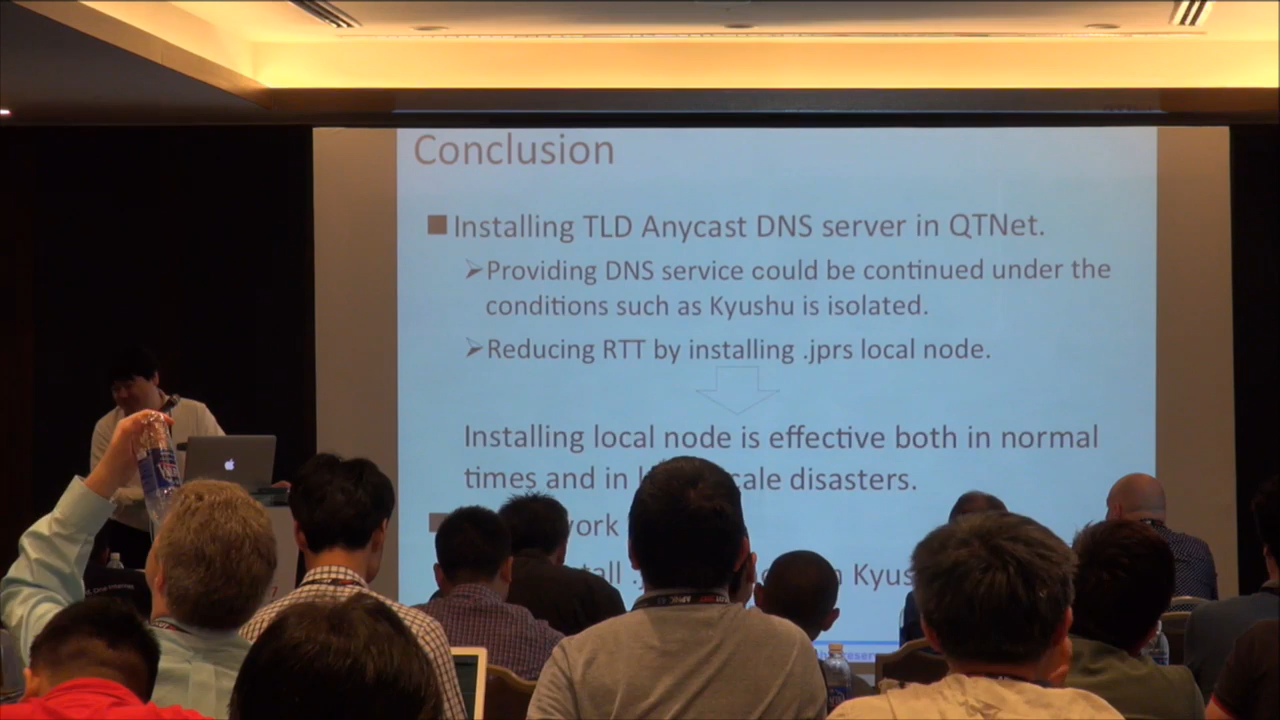 Conclusion
Installing TLD Anycast DNS server in QTNet.
Providing DNS service could be continued under the
conditions such as Kyushu is isolated.
Reducing RTT by installing .jprs local node.
Installing local node is effective both in normal
times and in disasters.